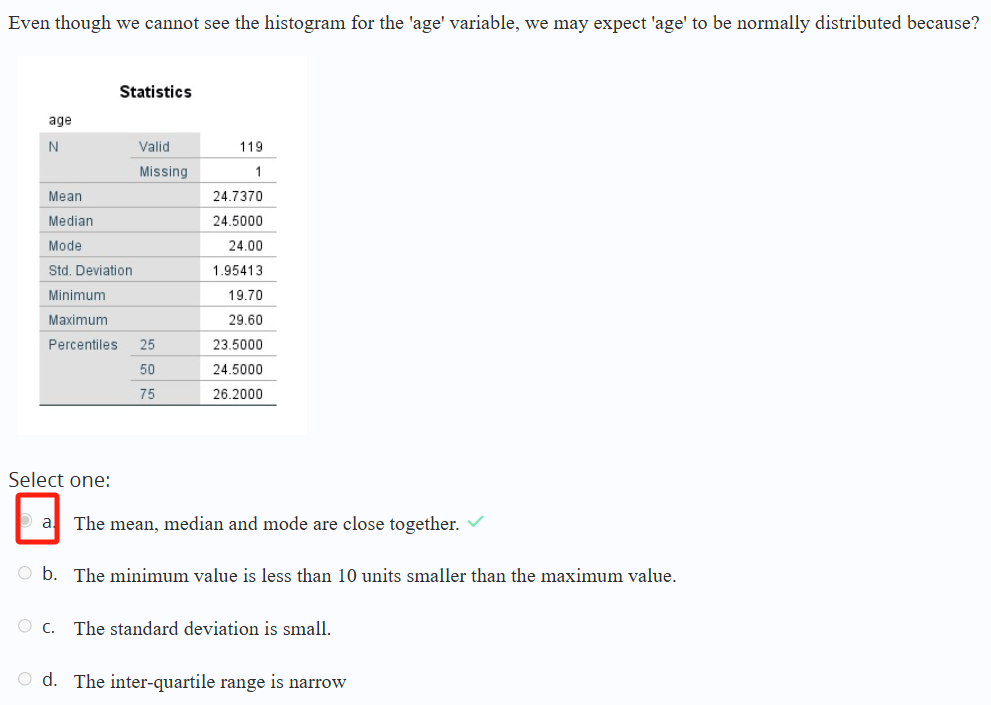 Even though we cannot see the histogram for the 'age' variable, we may expect 'age' to be normally distributed because?
Statistics
age
N Valid 119
Missing 1
Mean 24.7370
Median 24.5000
Mode 24.00
Std. Deviation 1.95413
Minimum 19.70
Maximum 29.60
Percentiles 25 23.5000
50 24.5000
75 26.2000
Select one:
a. The mean, median and mode are close together.
b. The minimum value is less than 10 units smaller than the maximum value.
c. The standard deviation is small.
d. The inter-quartile range is narrow